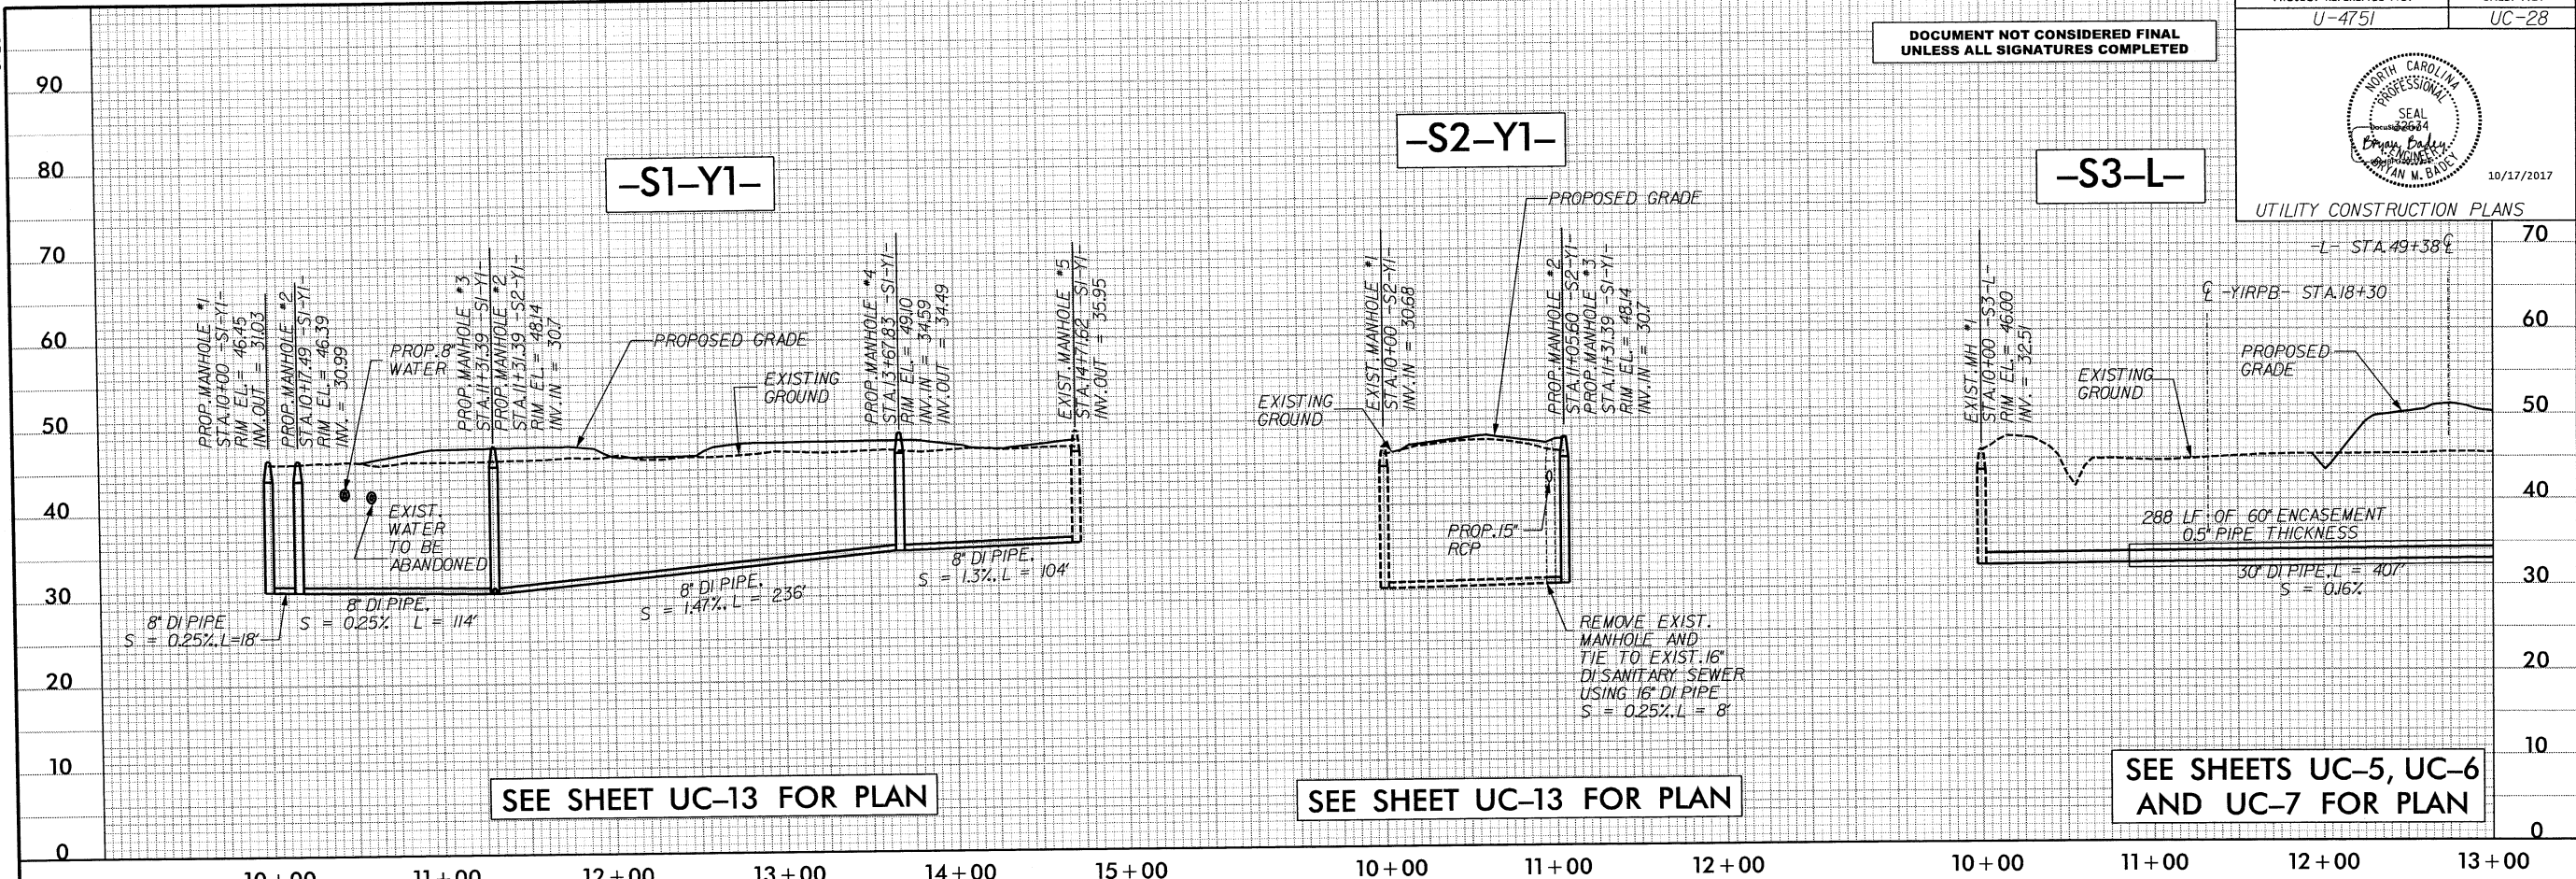 U-4751
UC-28
DOCUMENT NOT CONSIDERED FINAL
UNLESS ALL SIGNATURES COMPLETED
NORTH CAROLINA
PROFESSIONAL
SEAL
32634
Bryan Badey
ENGINEER
BRYAN M. BADEY
10/17/2017
UTILITY CONSTRUCTION PLANS
-S1-Y1-
-S2-Y1-
-S3-L-
90
80
70
60
50
40
30
20
10
0
PROP. MANHOLE #1
STA. 10+00 -S1-Y1-
RIM EL. = 46.45
INV. OUT = 31.03
PROP. MANHOLE #2
STA. 10+17.49 -S1-Y1-
RIM EL. = 46.39
INV. = 30.99
PROP. 8"
WATER
EXIST.
WATER
TO BE
ABANDONED
PROP. MANHOLE #3
STA. 11+31.39 -S1-Y1-
PROP. MANHOLE #2
STA. 11+31.39 -S2-Y1-
RIM EL. = 48.14
INV. IN = 30.7
PROPOSED GRADE
EXISTING
GROUND
PROP. MANHOLE #4
STA. 13+67.83 -S1-Y1-
RIM EL. = 49.10
INV. IN = 34.59
INV. OUT = 34.49
EXIST. MANHOLE #5
STA. 14+71.62 -S1-Y1-
INV. OUT = 35.95
8" DI PIPE
S = 0.25%, L=18'
8" DI PIPE,
S = 0.25% L = 114'
8" DI PIPE,
S = 1.47%, L = 236'
8" DI PIPE,
S = 1.3%, L = 104'
SEE SHEET UC-13 FOR PLAN
10+00
11+00
12+00
13+00
14+00
15+00
EXISTING
GROUND
EXIST. MANHOLE #1
STA. 10+00 -S2-Y1-
INV. IN = 30.68
PROPOSED GRADE
PROP. MANHOLE #2
STA. 11+05.60 -S2-Y1-
PROP. MANHOLE #3
STA. 11+31.39 -S1-Y1-
RIM EL. = 48.14
INV. IN = 30.7
PROP. 15"
RCP
REMOVE EXIST.
MANHOLE AND
TIE TO EXIST. 16"
DI SANITARY SEWER
USING 16" DI PIPE
S = 0.25%, L = 8'
SEE SHEET UC-13 FOR PLAN
10+00
11+00
12+00
EXIST. MH #1
STA. 10+00 -S3-L-
RIM EL. = 46.00
INV. = 32.51
-L- STA. 49+38 ℄
℄ -Y1RPB- STA. 18+30
EXISTING
GROUND
PROPOSED
GRADE
288 LF OF 60" ENCASEMENT
0.5" PIPE THICKNESS
30" DI PIPE, L = 407'
S = 0.16%
SEE SHEETS UC-5, UC-6
AND UC-7 FOR PLAN
70
60
50
40
30
20
10
0
10+00
11+00
12+00
13+00